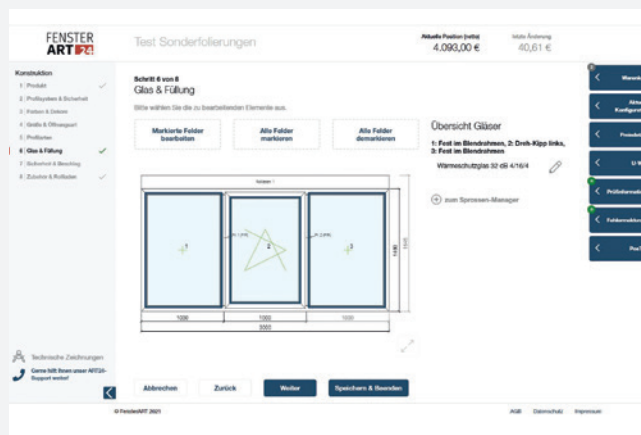 FENSTER
ART 24
Test Sonderfolierungen
Aktuelle Position (netto)
4.093,00 €
letzte Änderung
40,61 €
Konstruktion
1 Produkt
2 Profilsystem & Sicherheit
3 Farben & Dekore
4 Größe & Öffnungsart
5 Profilarten
6 Glas & Füllung
7 Sicherheit & Beschlag
8 Zubehör & Rollladen
Technische Zeichnungen
Gerne hilft Ihnen unser ART24-
Support weiter!
Schritt 6 von 8
Glas & Füllung
Bitte wählen Sie die zu bearbeitenden Elemente aus.
Markierte Felder
bearbeiten
Alle Felder
markieren
Alle Felder
demarkieren
1
2
3
1000
1000
1000
3000
Übersicht Gläser
1: Fest im Blendrahmen, 2: Dreh-Kipp links,
3: Fest im Blendrahmen
Wärmeschutzglas 32 dB 4/16/4
zum Sprossen-Manager
Abbrechen
Zurück
Weiter
Speichern & Beenden
© FensterART 2021
AGB
Datenschutz
Impressum